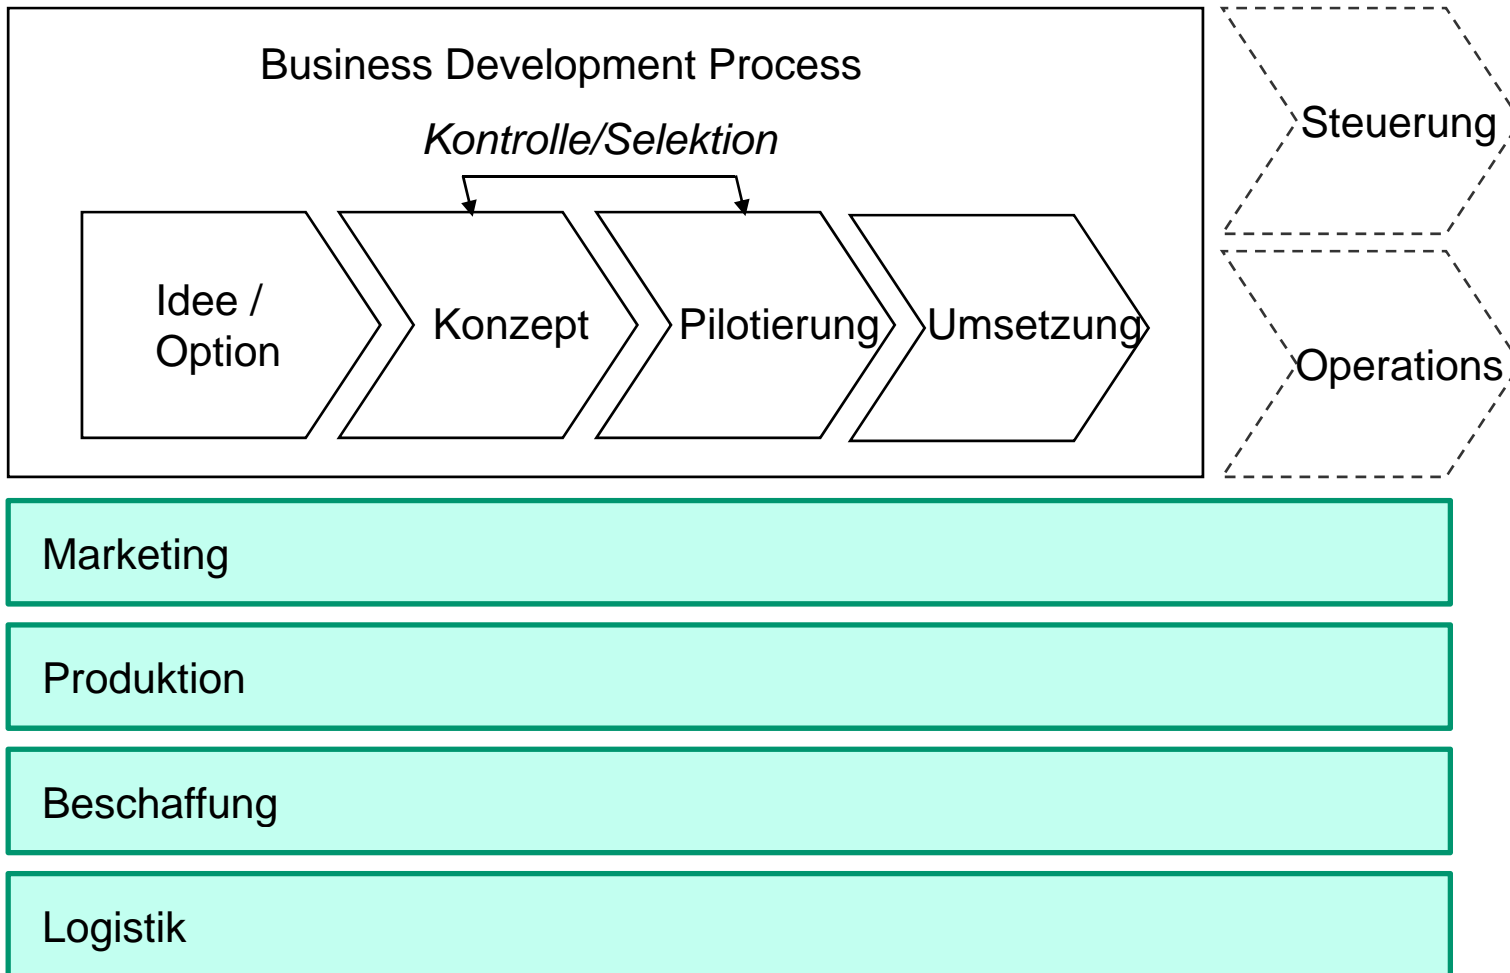 Business Development Process
Kontrolle/Selektion
Idee /
Option
Konzept
Pilotierung
Umsetzung
Steuerung
Operations
Marketing
Produktion
Beschaffung
Logistik